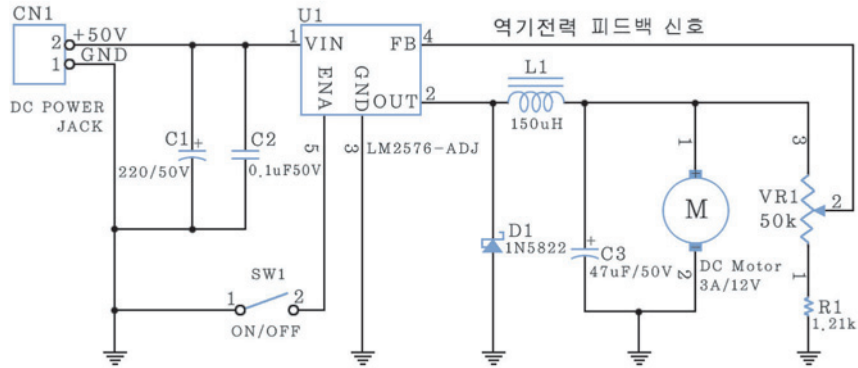 CN1
2
+50V
1
GND
DC POWER
JACK
C1
+
220/50V
C2
0.1uF50V
U1
1
VIN
FB
4
ENA
GND
OUT
2
5
3
LM2576-ADJ
역기전력 피드백 신호
L1
150uH
SW1
1
2
ON/OFF
D1
1N5822
+
C3
47uF/50V
1
+
M
2
DC Motor
3A/12V
3
VR1
2
50k
1
R1
1.21k